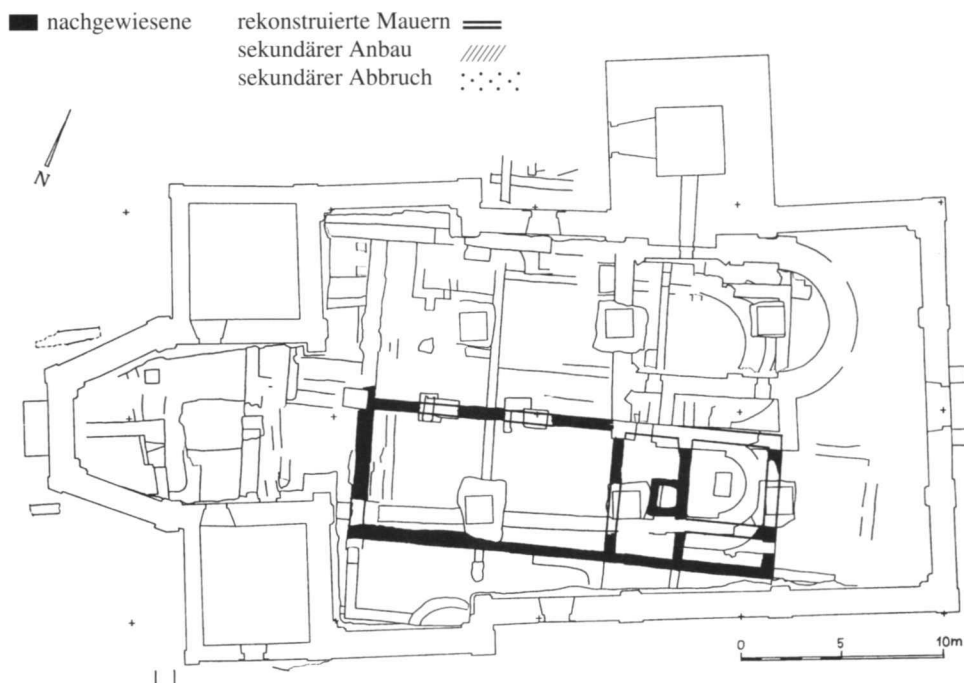 nachgewiesene rekonstruierte Mauern
sekundärer Anbau
sekundärer Abbruch
N
0 5 10m